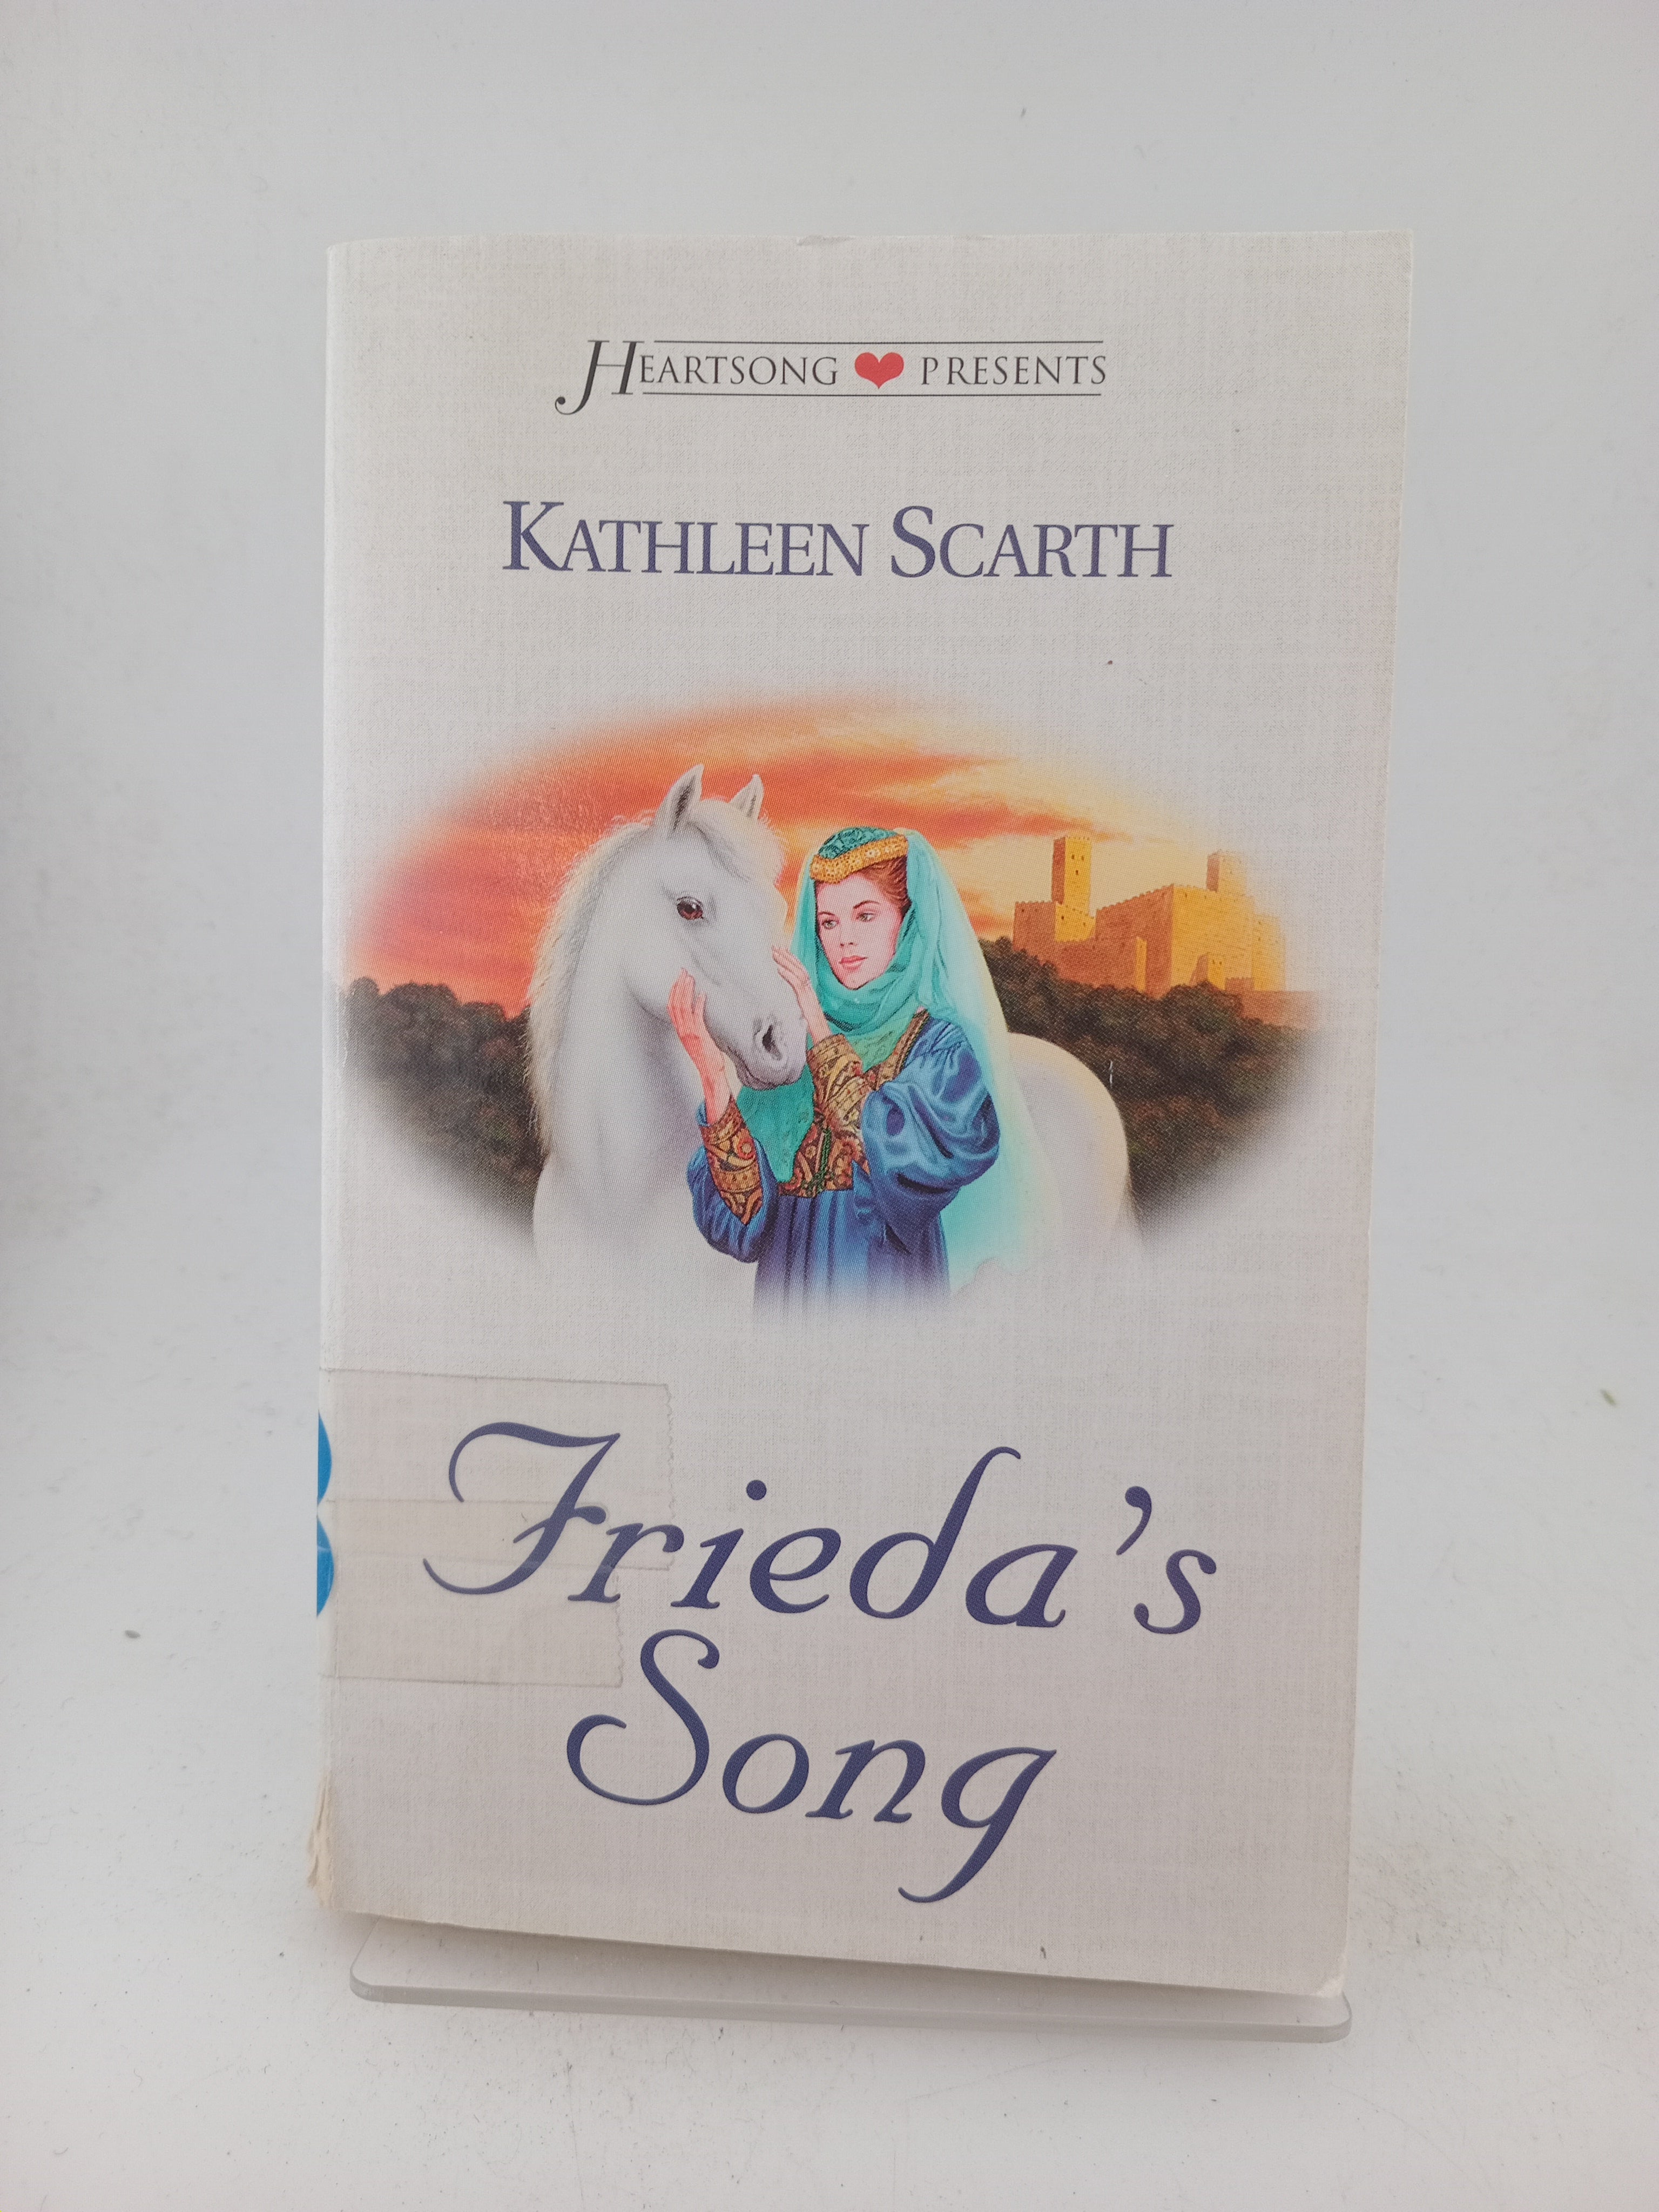 HEARTSONG PRESENTS
KATHLEEN SCARTH
Frieda's
Song